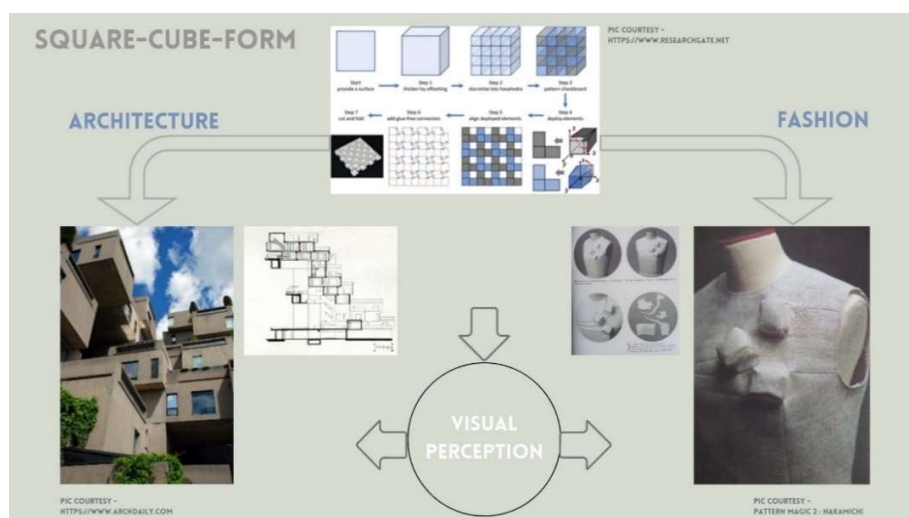 SQUARE-CUBE-FORM
PIC COURTESY -
HTTPS://WWW.RESEARCHGATE.NET
Start
provide a surface
Step 1
thicken by offsetting
Step 2
discretize into hexahedra
Step 3
pattern checkboard
Step 7
cut and fold
Step 6
add glue-free connectors
Step 5
align deployed elements
Step 4
deploy elements
ARCHITECTURE
FASHION
VISUAL
PERCEPTION
PIC COURTESY -
HTTPS://WWW.ARCHDAILY.COM
PIC COURTESY -
PATTERN MAGIC 2 : NAKAMICHI